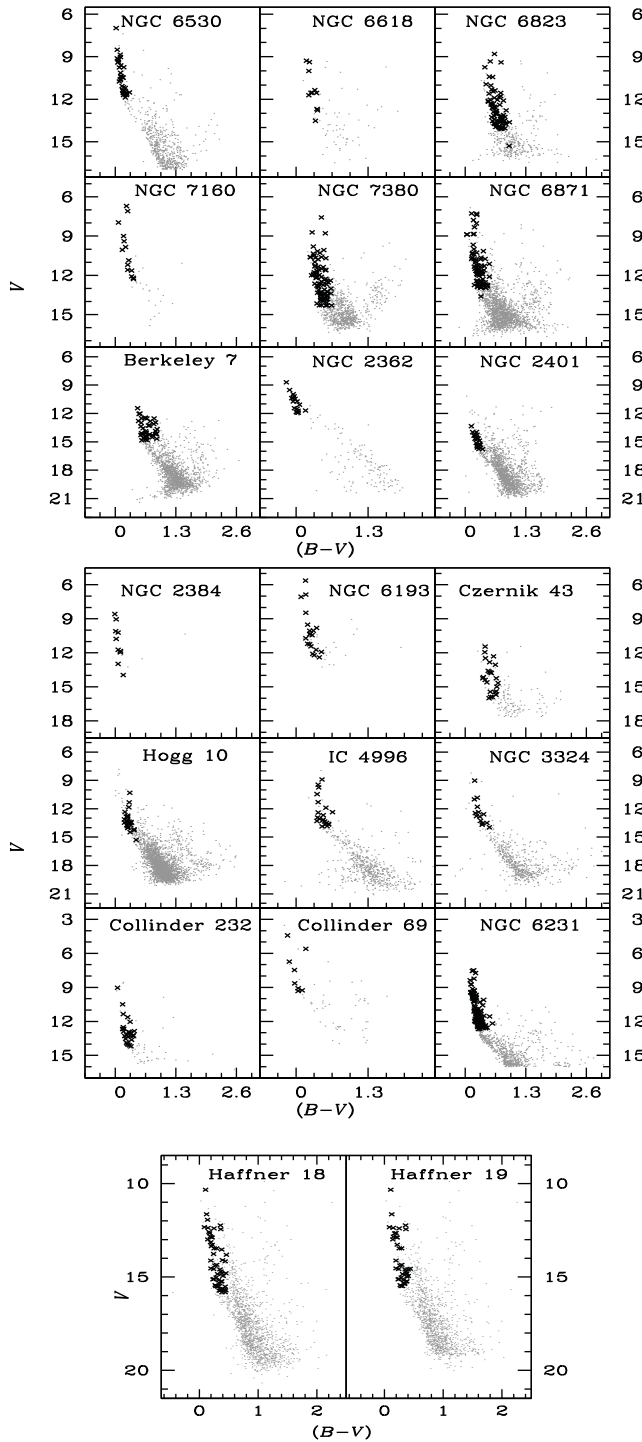 NGC 6530 NGC 6618 NGC 6823
6 6
9 9
12 12
15 15
NGC 7160 NGC 7380 NGC 6871
6 6
9 9
V
12 12
15 15
Berkeley 7 NGC 2362 NGC 2401
6 6
9 9
12 12
15 15
18 18
21 21
0 1.3 2.6 0 1.3 0 1.3 2.6
(B−V)
NGC 2384 NGC 6193 Czernik 43
6 6
9 9
12 12
15 15
18 18
Hogg 10 IC 4996 NGC 3324
6 6
9 9
12 12
V
15 15
18 18
21 21
Collinder 232 Collinder 69 NGC 6231
3 3
6 6
9 9
12 12
15 15
0 1.3 2.6 0 1.3 0 1.3 2.6
(B−V)
Haffner 18 Haffner 19
10 10
15 15
V
20 20
0 1 2 0 1 2
(B−V)